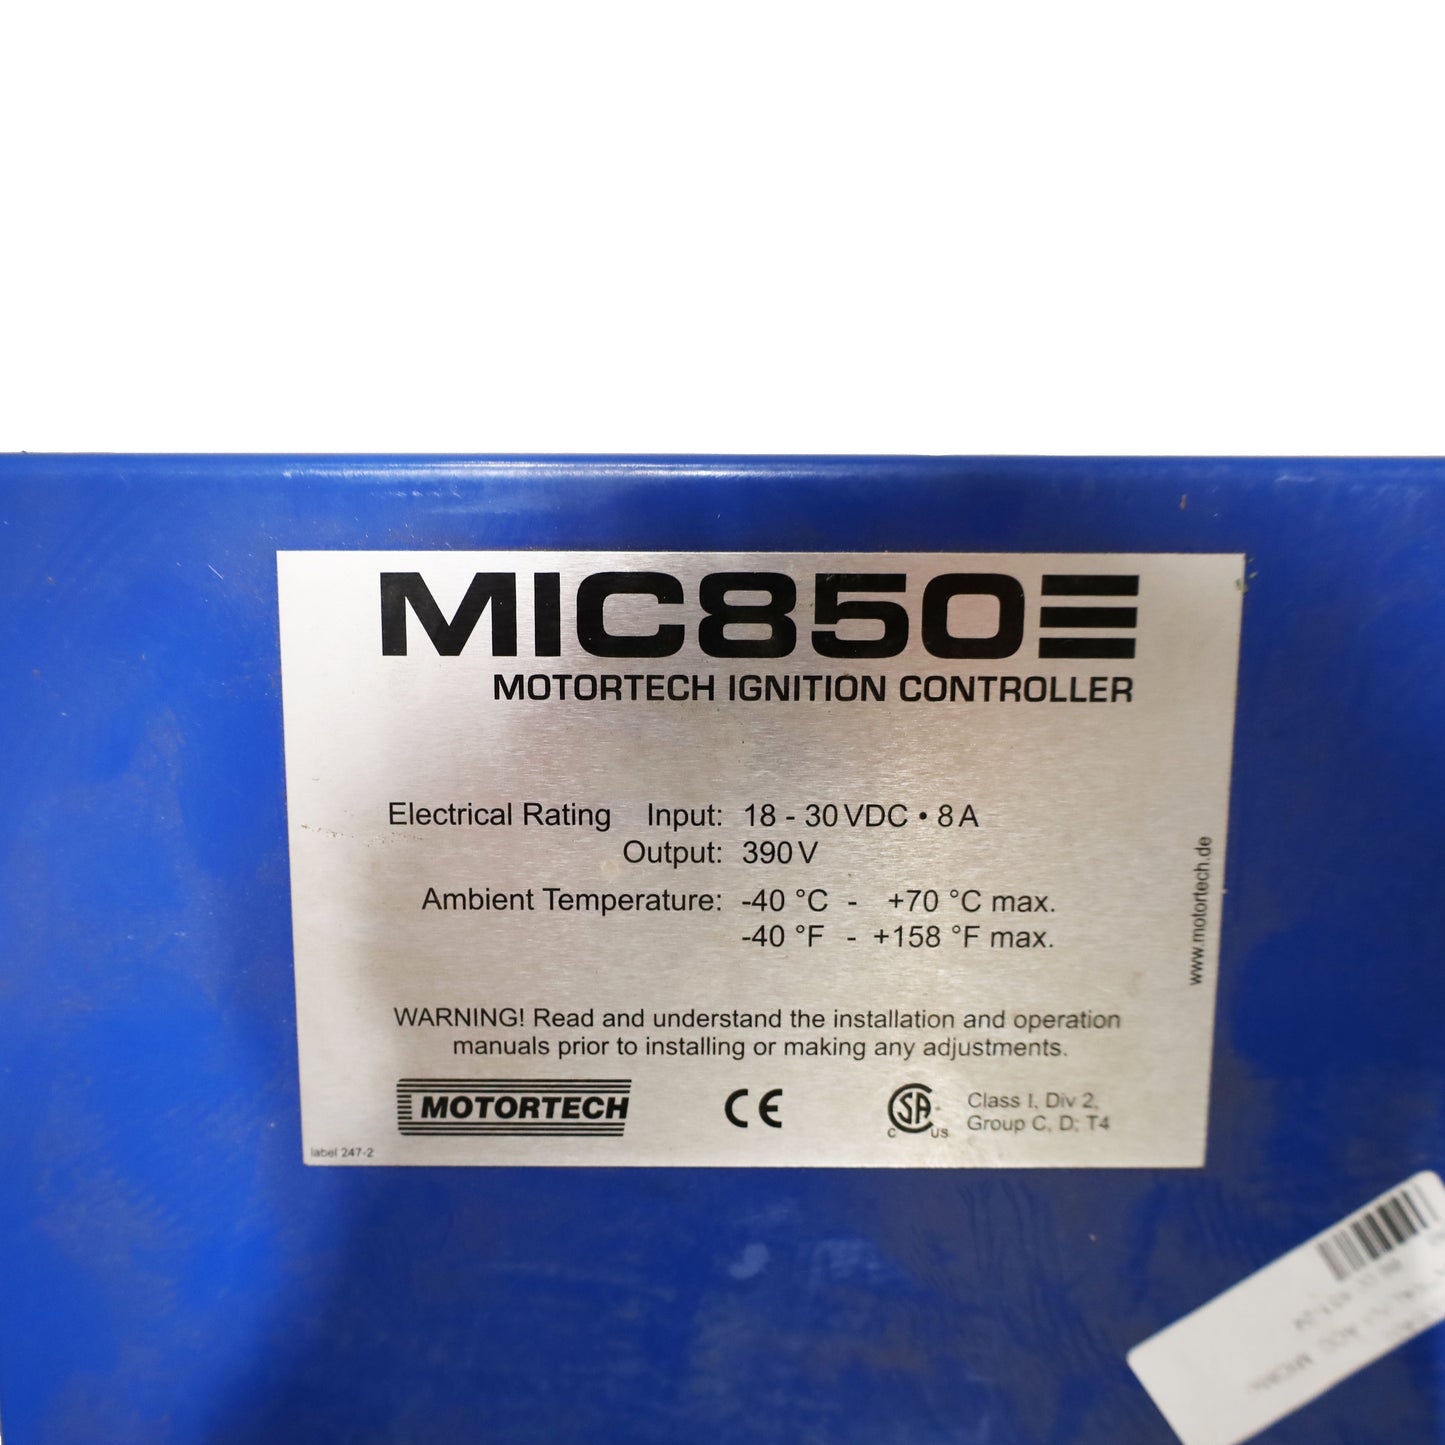 MIC850
MOTORTECH IGNITION CONTROLLER
Electrical Rating Input: 18 - 30 VDC • 8 A
Output: 390 V
Ambient Temperature: -40 °C - +70 °C max.
-40 °F - +158 °F max.
www.motortech.de
WARNING! Read and understand the installation and operation
manuals prior to installing or making any adjustments.
MOTORTECH
CE
CSA
C US
Class I, Div 2,
Group C, D; T4
label 247-2